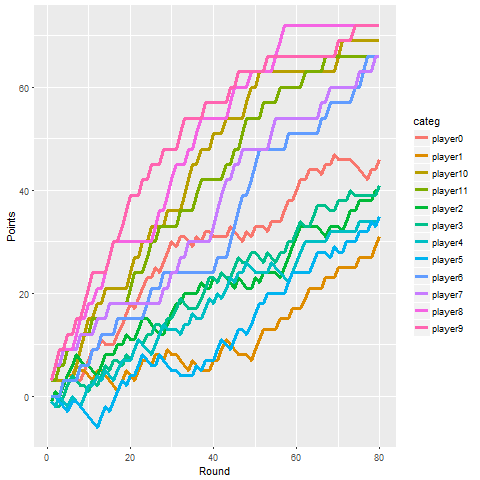 60
40
20
0
Points
0
20
40
60
80
Round
categ
player0
player1
player10
player11
player2
player3
player4
player5
player6
player7
player8
player9